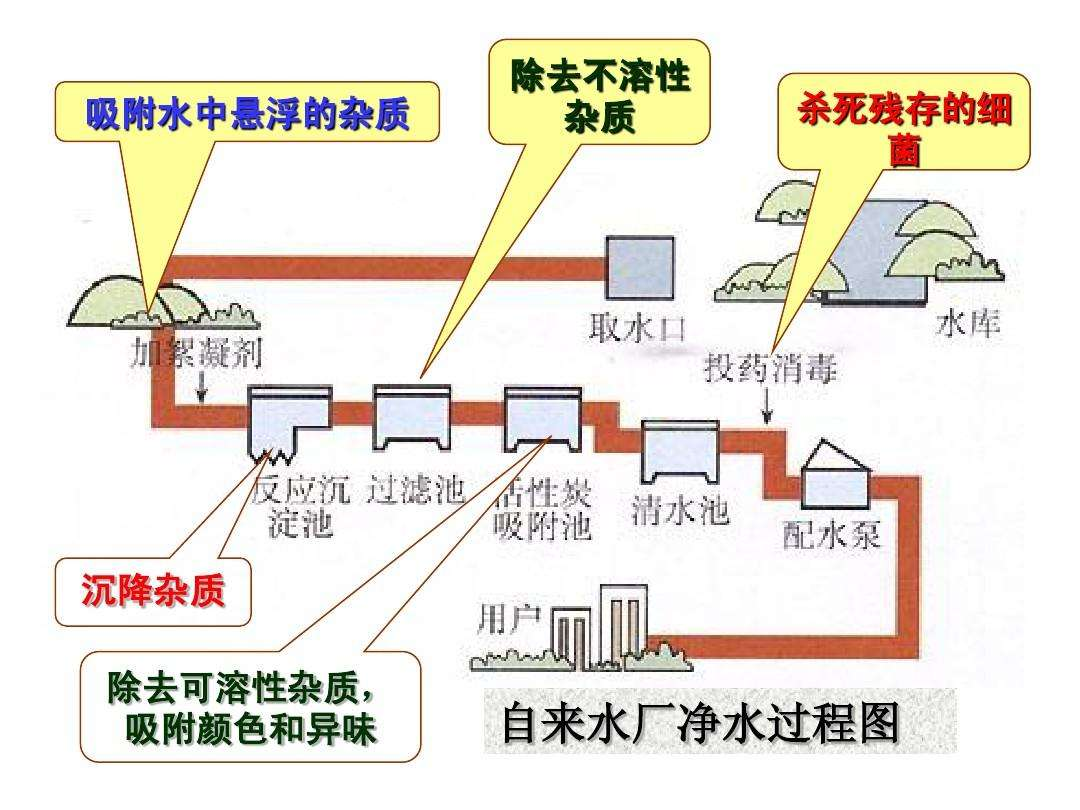 除去不溶性
杂质
吸附水中悬浮的杂质
杀死残存的细
菌
取水口
水库
加絮凝剂
投药消毒
反应沉
淀池
过滤池
活性炭
吸附池
清水池
配水泵
沉降杂质
用户
除去可溶性杂质，
吸附颜色和异味
自来水厂净水过程图